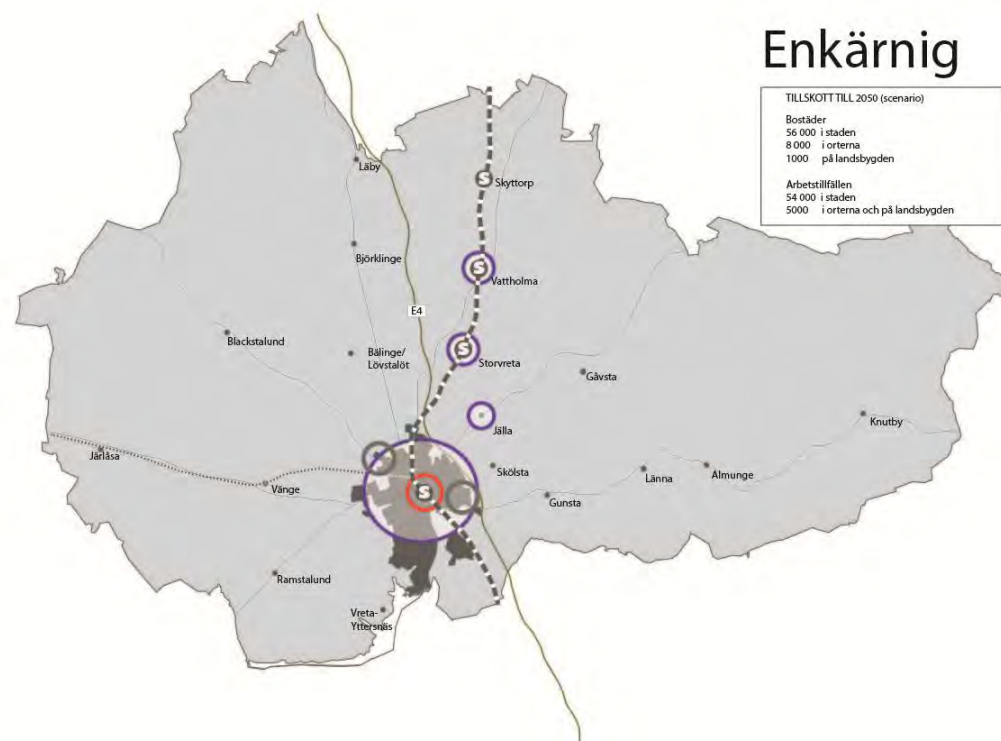 Enkärnig
TILLSKOTT TILL 2050 (scenario)
Bostäder
56 000 i staden
8 000 i orterna
1000 på landsbygden
Arbetstillfällen
54 000 i staden
5000 i orterna och på landsbygden
Läby
S
Skyttorp
Björklinge
S
Vattholma
E4
Blackstalund
Bälinge/
Lövstalöt
S
Storvreta
Gåvsta
Jälla
Knutby
Järlåsa
Skölsta
Länna
Almunge
Vänge
S
Gunsta
Ramstalund
Vreta-
Yttersnäs